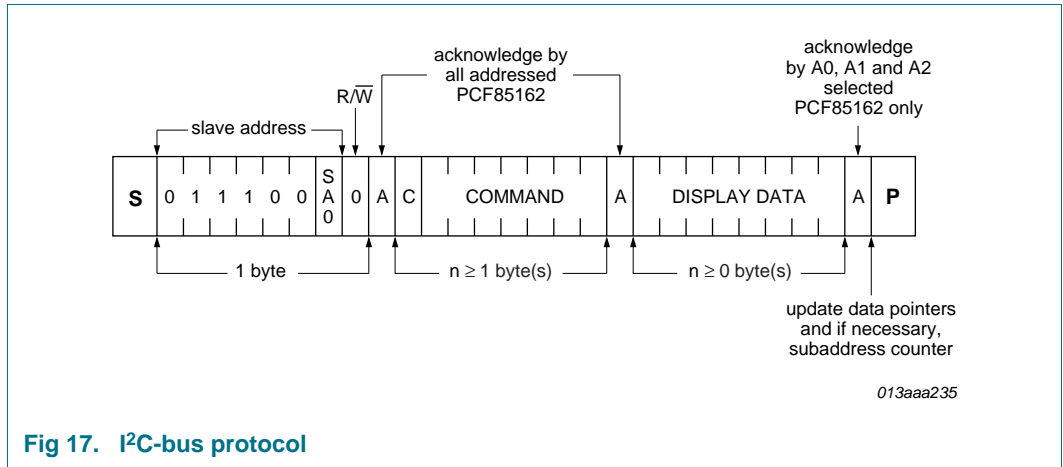 acknowledge by
all addressed
PCF85162
acknowledge
by A0, A1 and A2
selected
PCF85162 only
R/W̅
slave address
S 0 1 1 1 0 0 SA0 0 A C COMMAND A DISPLAY DATA A P
1 byte
n ≥ 1 byte(s)
n ≥ 0 byte(s)
update data pointers
and if necessary,
subaddress counter
013aaa235
Fig 17. I²C-bus protocol